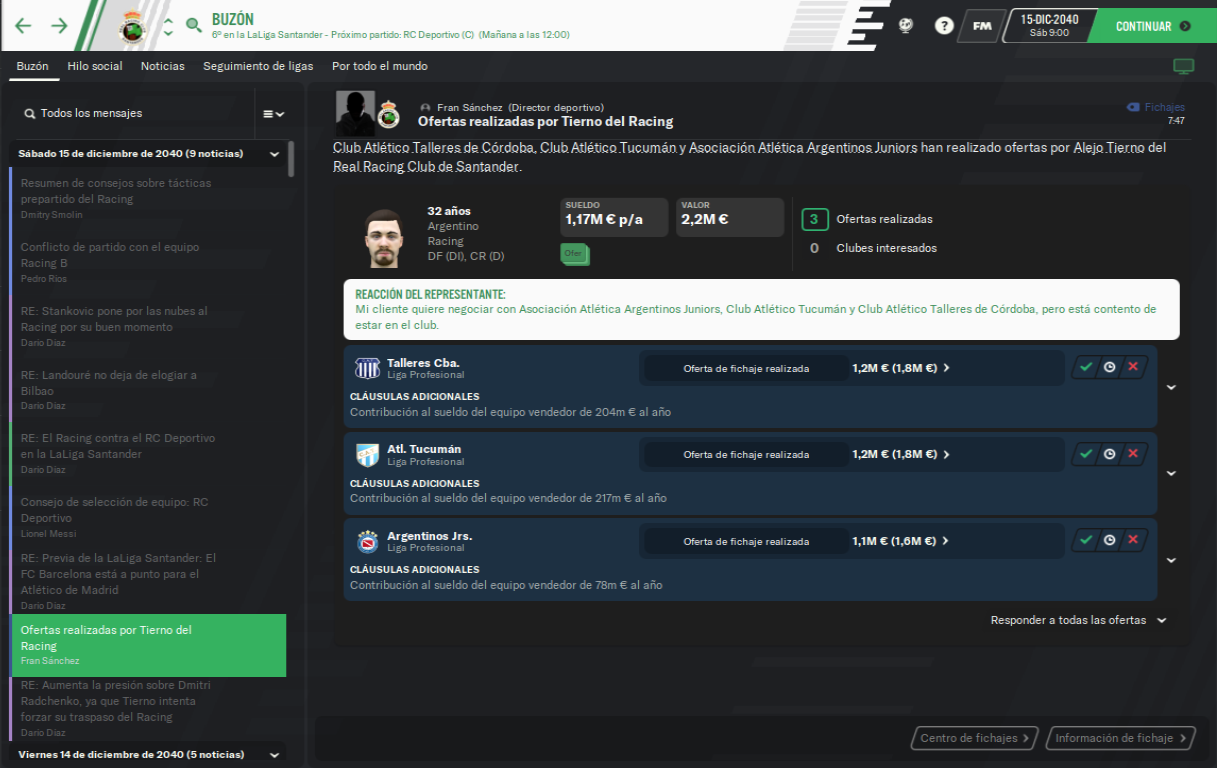 BUZÓN
6º en la LaLiga Santander - Próximo partido: RC Deportivo (C) (Mañana a las 12:00)
?
FM
15-DIC-2040
Sáb 9:00
CONTINUAR
Buzón
Hilo social
Noticias
Seguimiento de ligas
Por todo el mundo
Todos los mensajes
Sábado 15 de diciembre de 2040 (9 noticias)
Resumen de consejos sobre tácticas
prepartido del Racing
Dmitry Smolin
Conflicto de partido con el equipo
Racing B
Pedro Ríos
RE: Stankovic pone por las nubes al
Racing por su buen momento
Darío Díaz
RE: Landouré no deja de elogiar a
Bilbao
Darío Díaz
RE: El Racing contra el RC Deportivo
en la LaLiga Santander
Darío Díaz
Consejo de selección de equipo: RC
Deportivo
Lionel Messi
RE: Previa de la LaLiga Santander: El
FC Barcelona está a punto para el
Atlético de Madrid
Darío Díaz
Ofertas realizadas por Tierno del
Racing
Fran Sánchez
RE: Aumenta la presión sobre Dmitri
Radchenko, ya que Tierno intenta
forzar su traspaso del Racing
Darío Díaz
Viernes 14 de diciembre de 2040 (5 noticias)
Fran Sánchez (Director deportivo)
Ofertas realizadas por Tierno del Racing
Fichajes
7:47
Club Atlético Talleres de Córdoba, Club Atlético Tucumán y Asociación Atlética Argentinos Juniors han realizado ofertas por Alejo Tierno del
Real Racing Club de Santander.
32 años
Argentino
Racing
DF (DI), CR (D)
SUELDO
1,17M € p/a
VALOR
2,2M €
Ofer
3 Ofertas realizadas
0 Clubes interesados
REACCIÓN DEL REPRESENTANTE:
Mi cliente quiere negociar con Asociación Atlética Argentinos Juniors, Club Atlético Tucumán y Club Atlético Talleres de Córdoba, pero está contento de
estar en el club.
Talleres Cba.
Liga Profesional
Oferta de fichaje realizada
1,2M € (1,8M €)
CLÁUSULAS ADICIONALES
Contribución al sueldo del equipo vendedor de 204m € al año
Atl. Tucumán
Liga Profesional
Oferta de fichaje realizada
1,2M € (1,8M €)
CLÁUSULAS ADICIONALES
Contribución al sueldo del equipo vendedor de 217m € al año
Argentinos Jrs.
Liga Profesional
Oferta de fichaje realizada
1,1M € (1,6M €)
CLÁUSULAS ADICIONALES
Contribución al sueldo del equipo vendedor de 78m € al año
Responder a todas las ofertas
Centro de fichajes
Información de fichaje